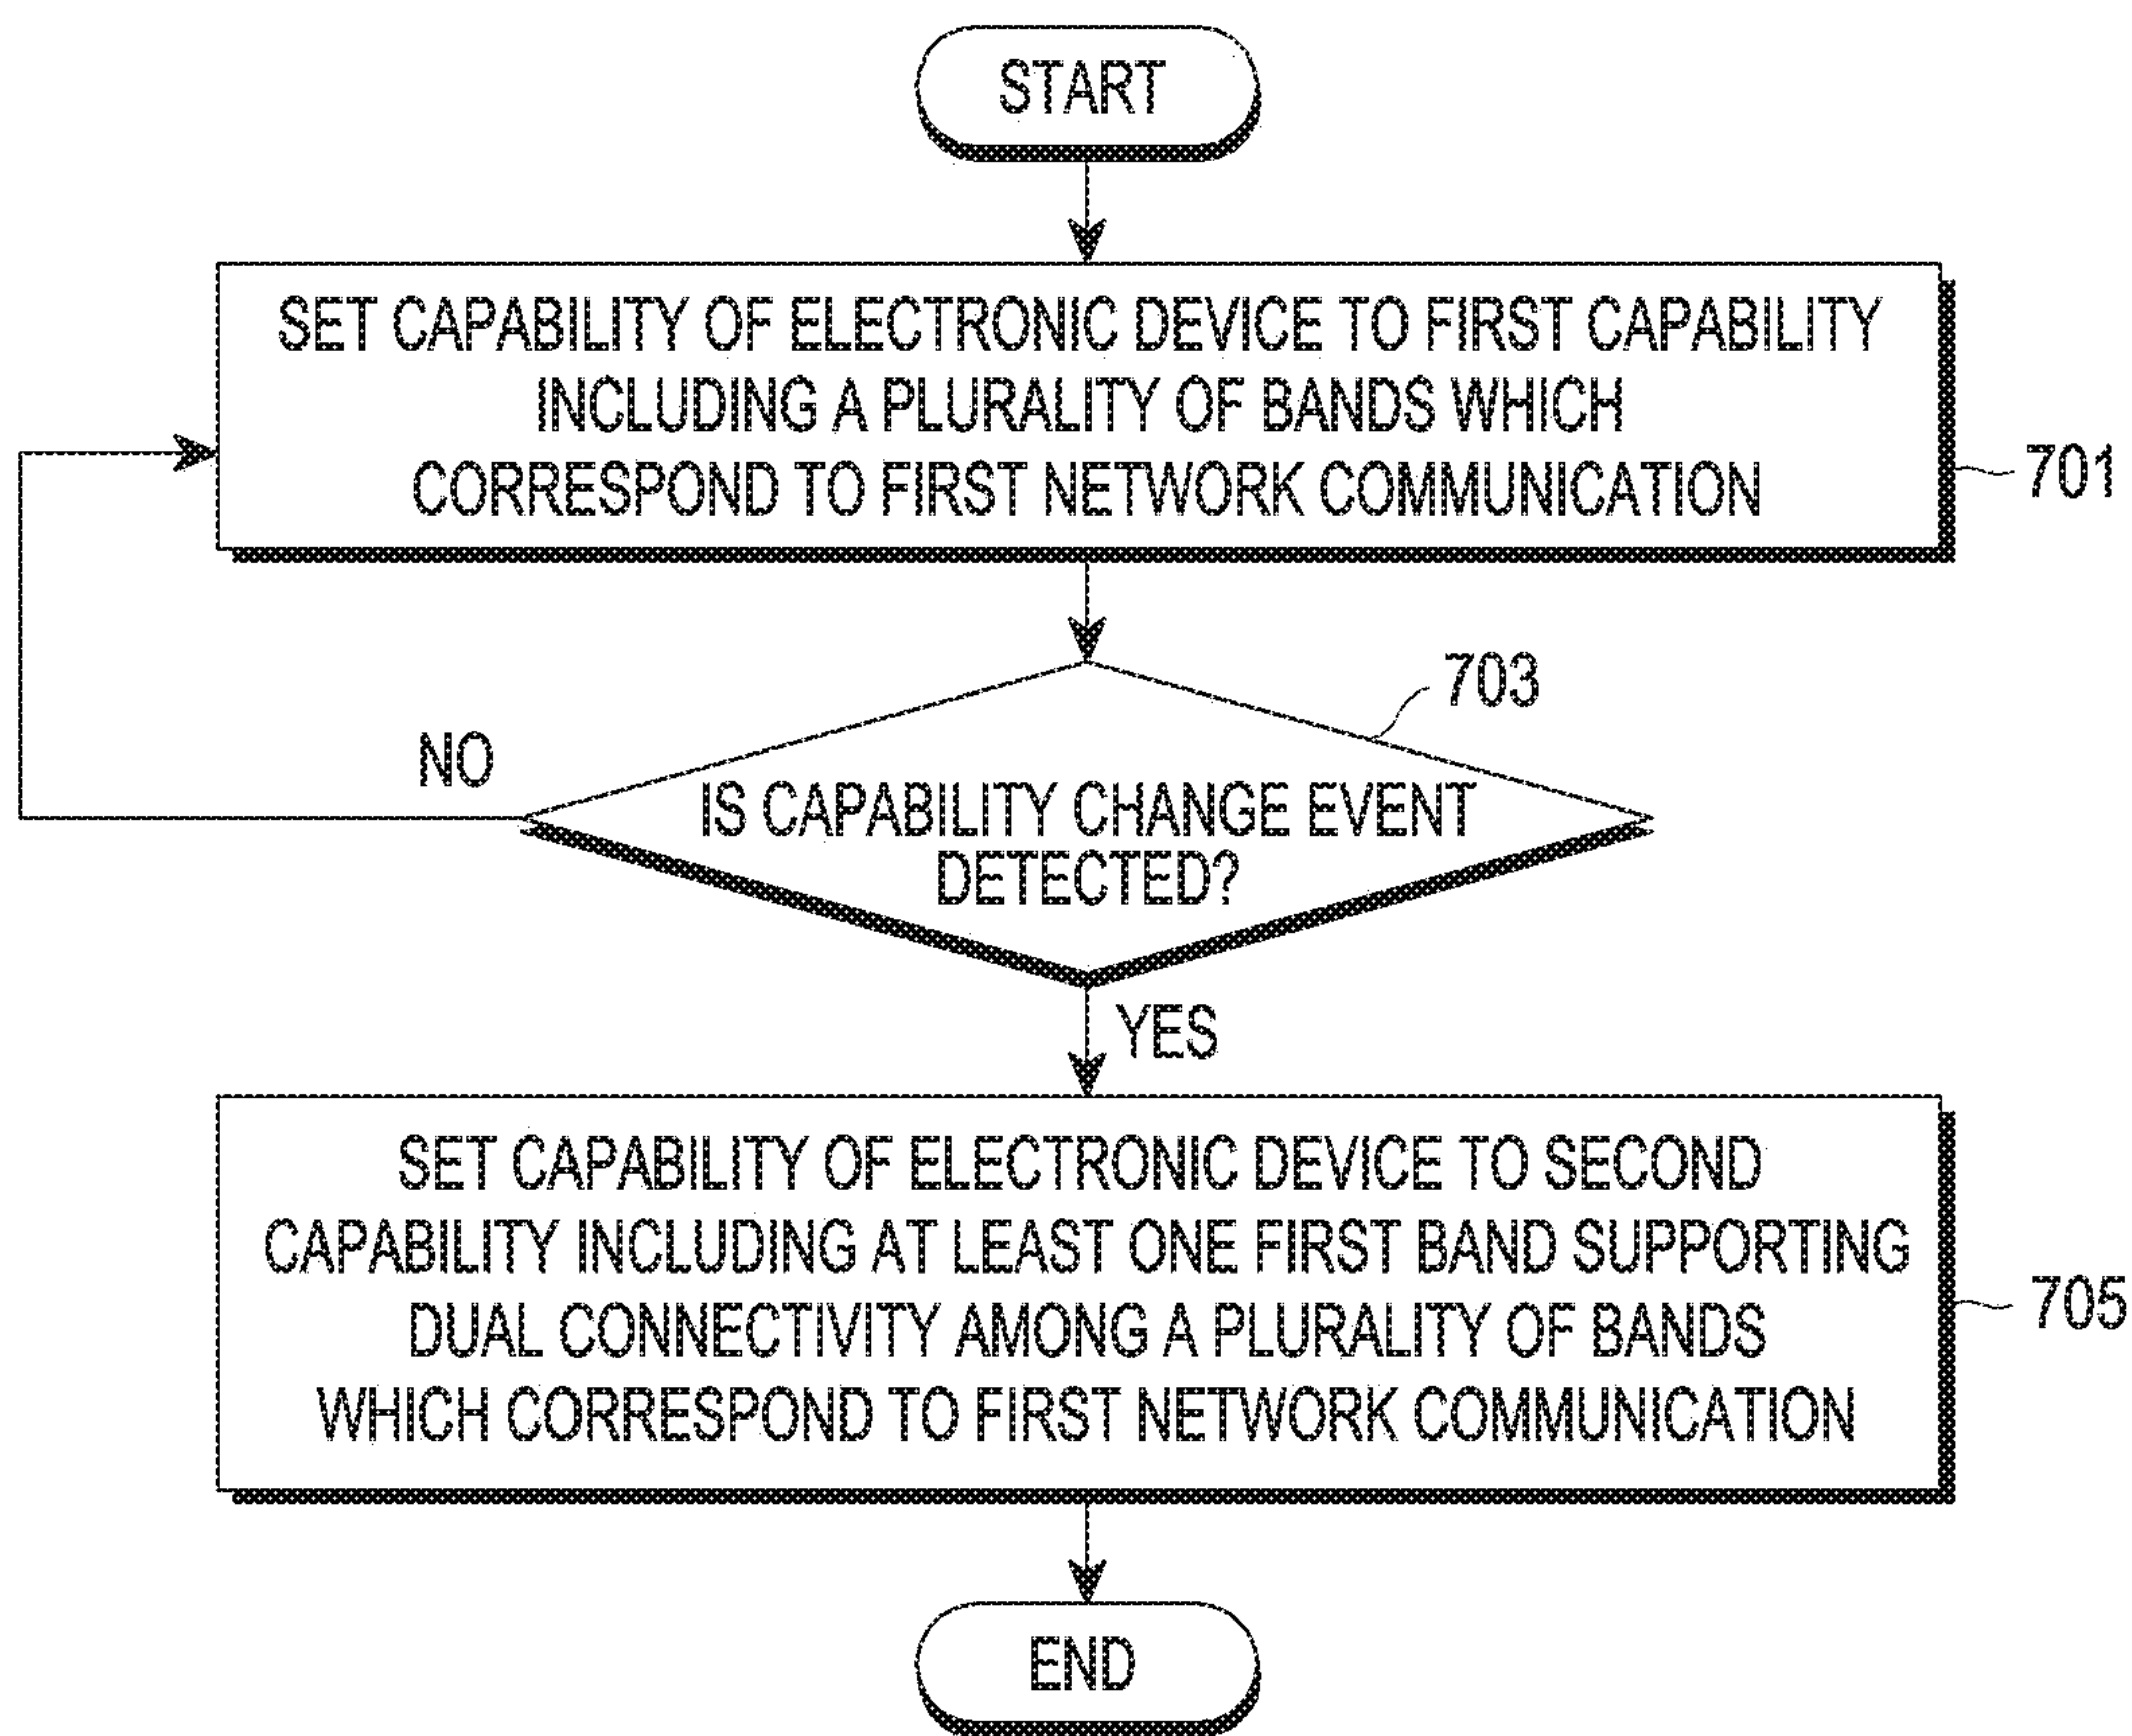 START
SET CAPABILITY OF ELECTRONIC DEVICE TO FIRST CAPABILITY
INCLUDING A PLURALITY OF BANDS WHICH
CORRESPOND TO FIRST NETWORK COMMUNICATION
701
703
NO
IS CAPABILITY CHANGE EVENT
DETECTED?
YES
SET CAPABILITY OF ELECTRONIC DEVICE TO SECOND
CAPABILITY INCLUDING AT LEAST ONE FIRST BAND SUPPORTING
DUAL CONNECTIVITY AMONG A PLURALITY OF BANDS
WHICH CORRESPOND TO FIRST NETWORK COMMUNICATION
705
END